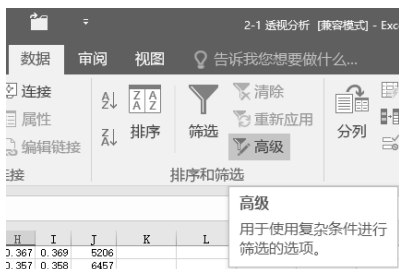 2-1 透视分析 [兼容模式] - Exc
数据 审阅 视图 告诉我您想要做什么...
连接
属性
编辑链接
接
排序
筛选
清除
重新应用
高级
分列
排序和筛选
高级
用于使用复杂条件进行
筛选的选项。
H I J K L
0.367 0.369 5206
0.357 0.358 6457